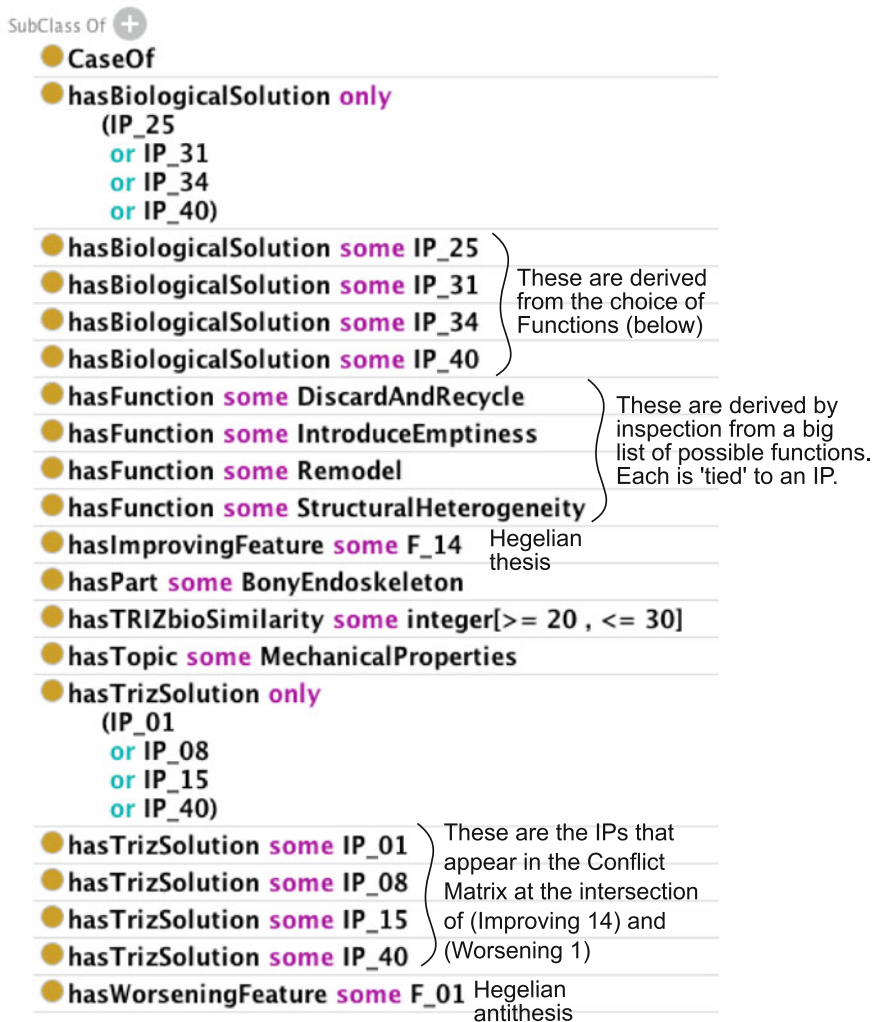 SubClass Of +
CaseOf
hasBiologicalSolution only
(IP_25
or IP_31
or IP_34
or IP_40)
hasBiologicalSolution some IP_25
hasBiologicalSolution some IP_31
hasBiologicalSolution some IP_34
hasBiologicalSolution some IP_40
These are derived
from the choice of
Functions (below)
hasFunction some DiscardAndRecycle
hasFunction some IntroduceEmptiness
hasFunction some Remodel
hasFunction some StructuralHeterogeneity
These are derived by
inspection from a big
list of possible functions.
Each is 'tied' to an IP.
hasImprovingFeature some F_14
Hegelian
thesis
hasPart some BonyEndoskeleton
hasTRIZbioSimilarity some integer[>= 20 , <= 30]
hasTopic some MechanicalProperties
hasTrizSolution only
(IP_01
or IP_08
or IP_15
or IP_40)
hasTrizSolution some IP_01
hasTrizSolution some IP_08
hasTrizSolution some IP_15
hasTrizSolution some IP_40
These are the IPs that
appear in the Conflict
Matrix at the intersection
of (Improving 14) and
(Worsening 1)
hasWorseningFeature some F_01
Hegelian
antithesis